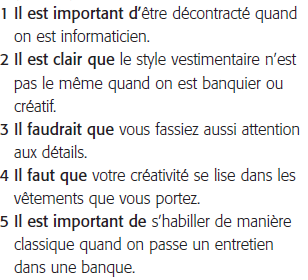 1 Il est important d'être décontracté quand
on est informaticien.
2 Il est clair que le style vestimentaire n'est
pas le même quand on est banquier ou
créatif.
3 Il faudrait que vous fassiez aussi attention
aux détails.
4 Il faut que votre créativité se lise dans les
vêtements que vous portez.
5 Il est important de s'habiller de manière
classique quand on passe un entretien
dans une banque.